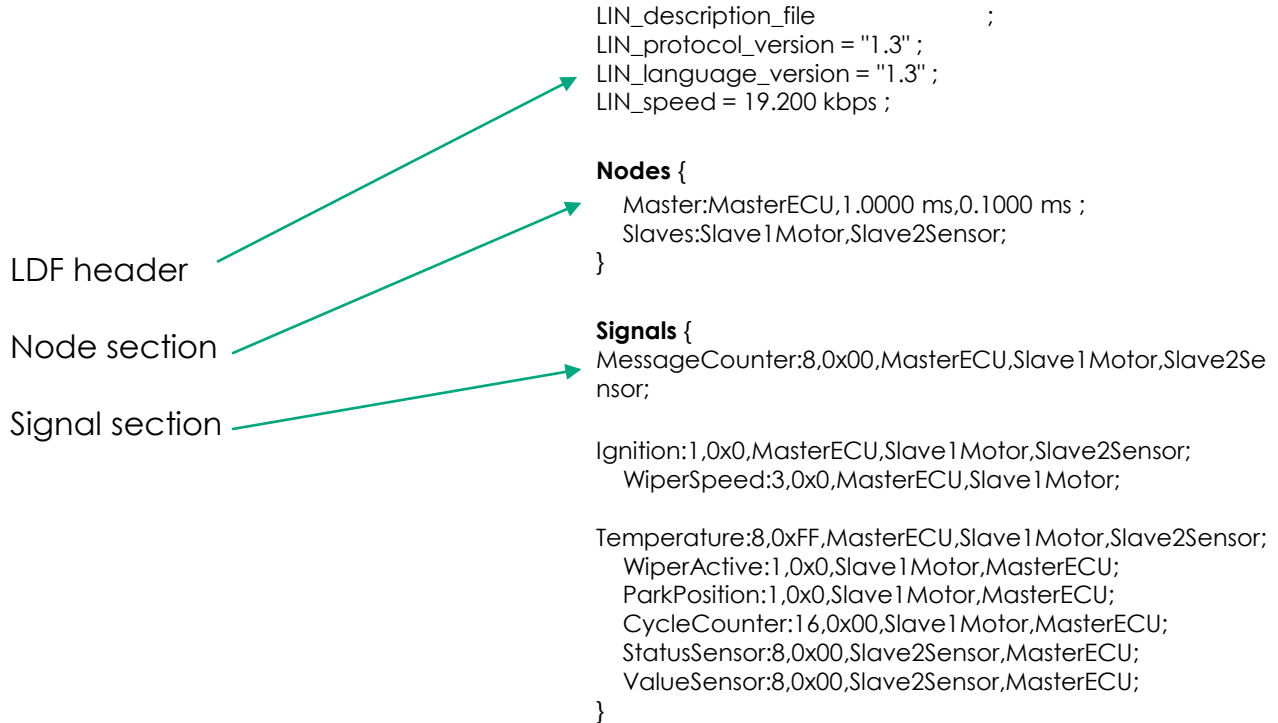 LIN_description_file ;
LIN_protocol_version = "1.3" ;
LIN_language_version = "1.3" ;
LIN_speed = 19.200 kbps ;
Nodes {
Master:MasterECU,1.0000 ms,0.1000 ms ;
Slaves:Slave1Motor,Slave2Sensor;
}
LDF header
Node section
Signal section
Signals {
MessageCounter:8,0x00,MasterECU,Slave1Motor,Slave2Se
nsor;
Ignition:1,0x0,MasterECU,Slave1Motor,Slave2Sensor;
WiperSpeed:3,0x0,MasterECU,Slave1Motor;
Temperature:8,0xFF,MasterECU,Slave1Motor,Slave2Sensor;
WiperActive:1,0x0,Slave1Motor,MasterECU;
ParkPosition:1,0x0,Slave1Motor,MasterECU;
CycleCounter:16,0x00,Slave1Motor,MasterECU;
StatusSensor:8,0x00,Slave2Sensor,MasterECU;
ValueSensor:8,0x00,Slave2Sensor,MasterECU;
}